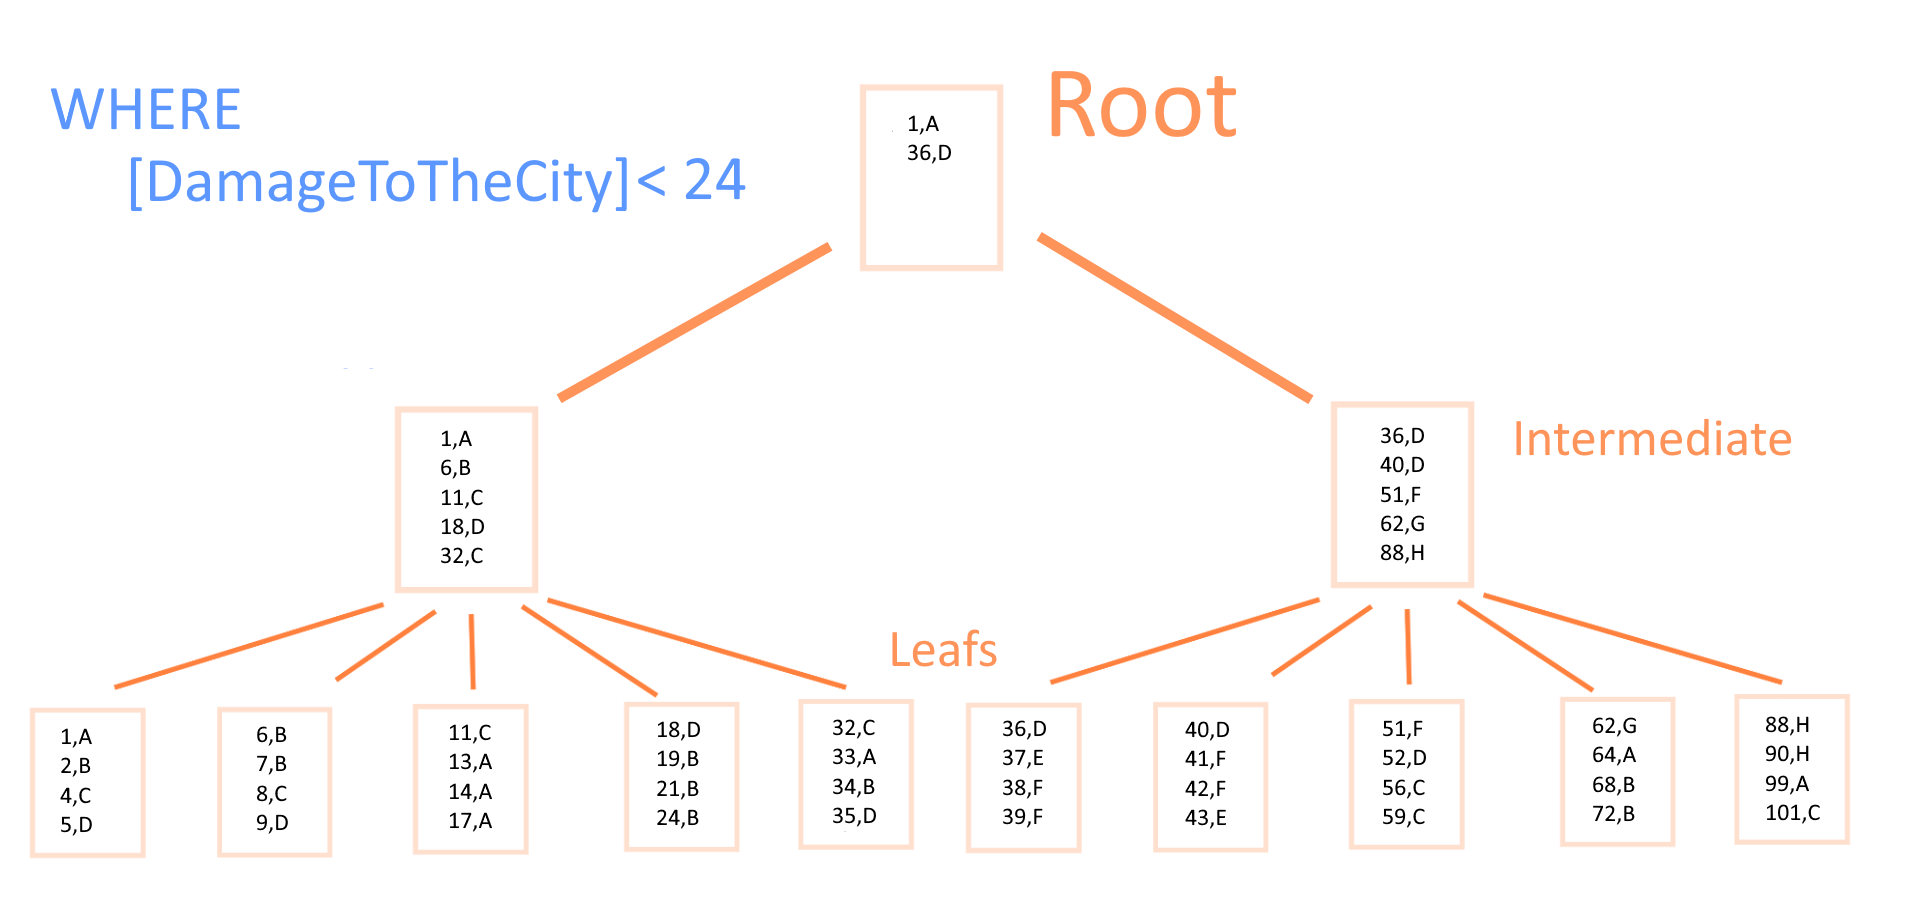 WHERE
[DamageToTheCity]< 24
Root
1,A
36,D
Intermediate
1,A
6,B
11,C
18,D
32,C
36,D
40,D
51,F
62,G
88,H
Leafs
1,A
2,B
4,C
5,D
6,B
7,B
8,C
9,D
11,C
13,A
14,A
17,A
18,D
19,B
21,B
24,B
32,C
33,A
34,B
35,D
36,D
37,E
38,F
39,F
40,D
41,F
42,F
43,E
51,F
52,D
56,C
59,C
62,G
64,A
68,B
72,B
88,H
90,H
99,A
101,C